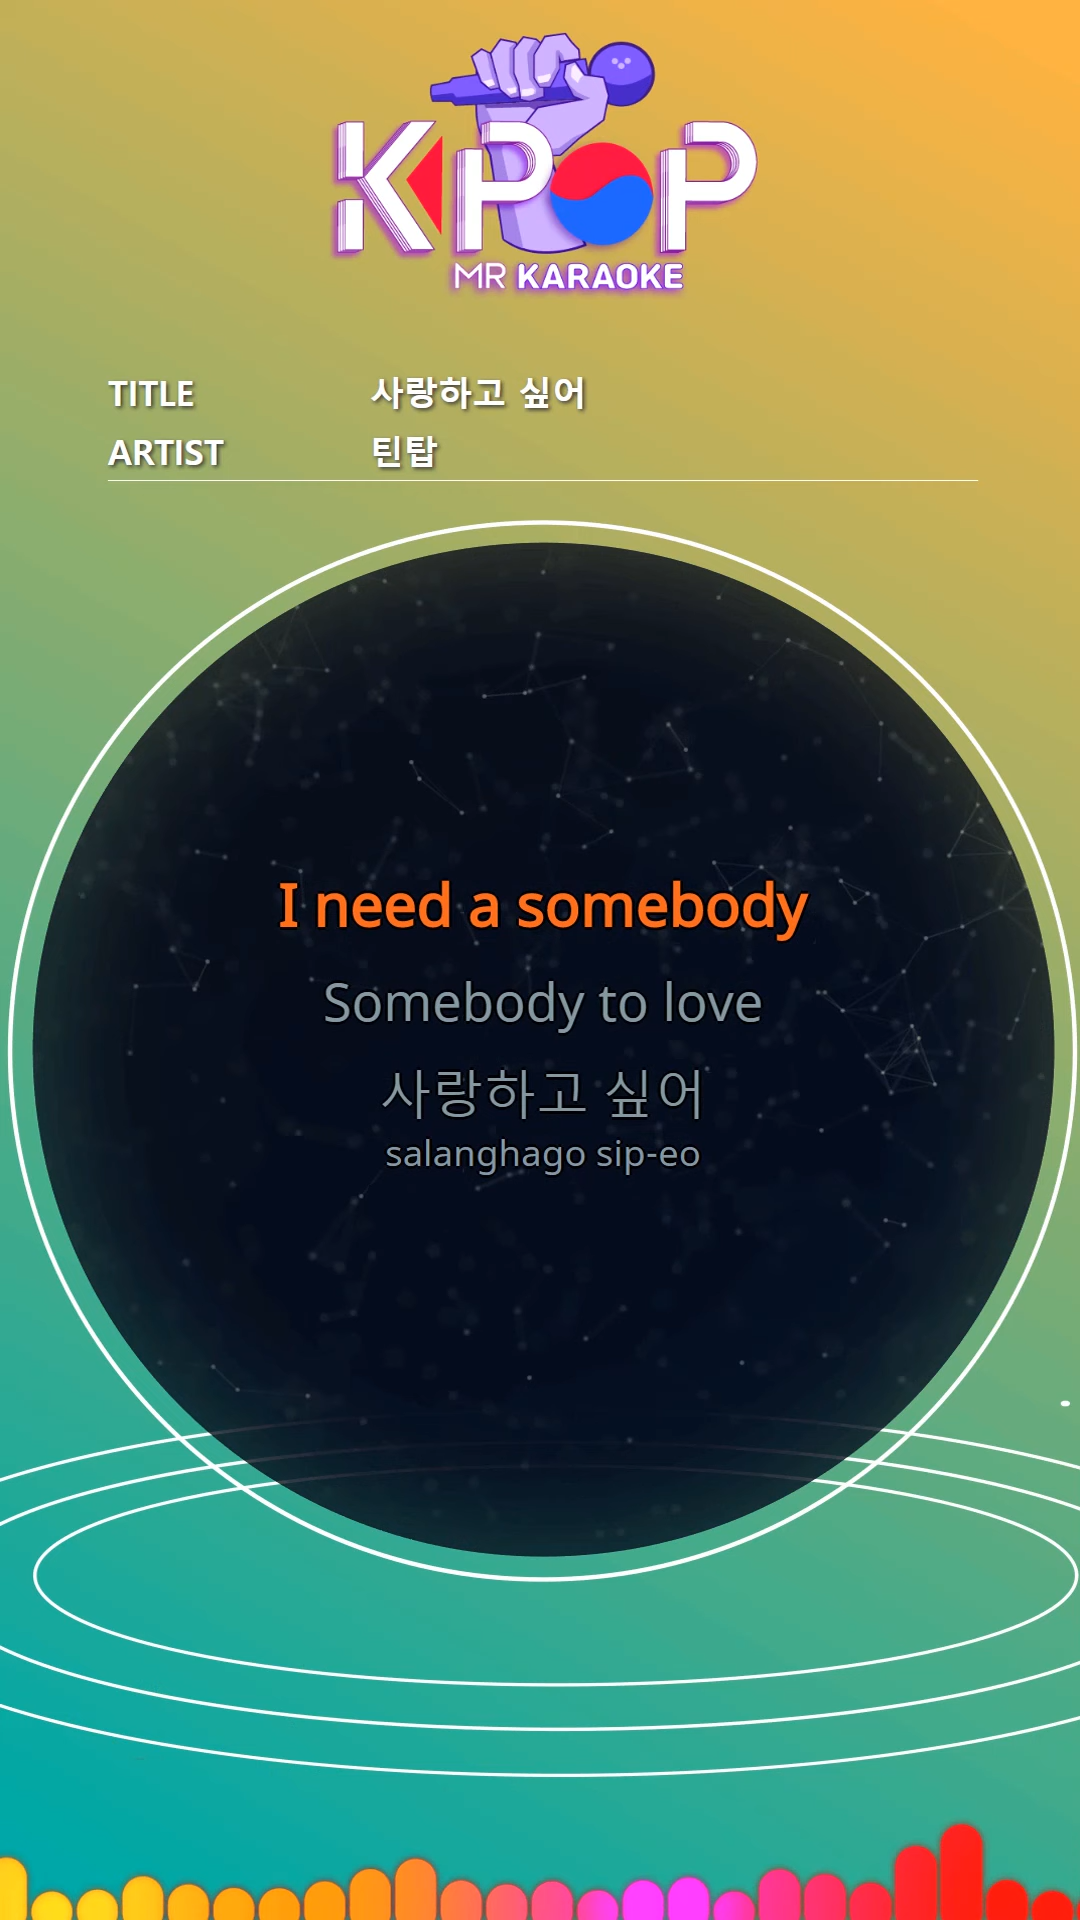 KPOP
MR KARAOKE
TITLE 사랑하고 싶어
ARTIST 틴탑
I need a somebody
Somebody to love
사랑하고 싶어
salanghago sip-eo